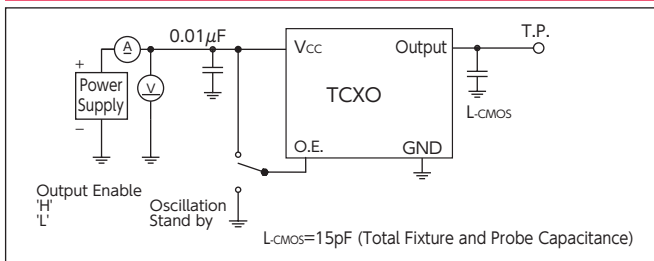 T.P.
A
0.01μF
Vcc
Output
+
Power
Supply
−
V
TCXO
L-CMOS
O.E.
GND
Output Enable
'H' Oscillation
'L' Stand by
L-CMOS=15pF (Total Fixture and Probe Capacitance)